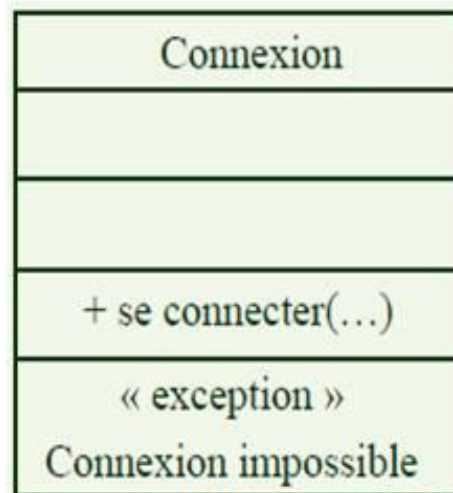 Connexion
+ se connecter(…)
« exception »
Connexion impossible